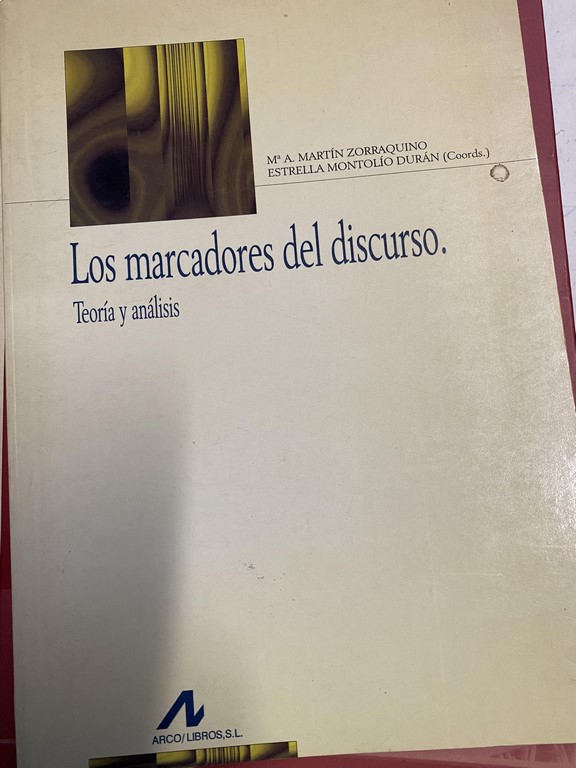 Mª A. MARTÍN ZORRAQUINO
ESTRELLA MONTOLÍO DURÁN (Coords.)
Los marcadores del discurso.
Teoría y análisis
ARCO/LIBROS,S.L.